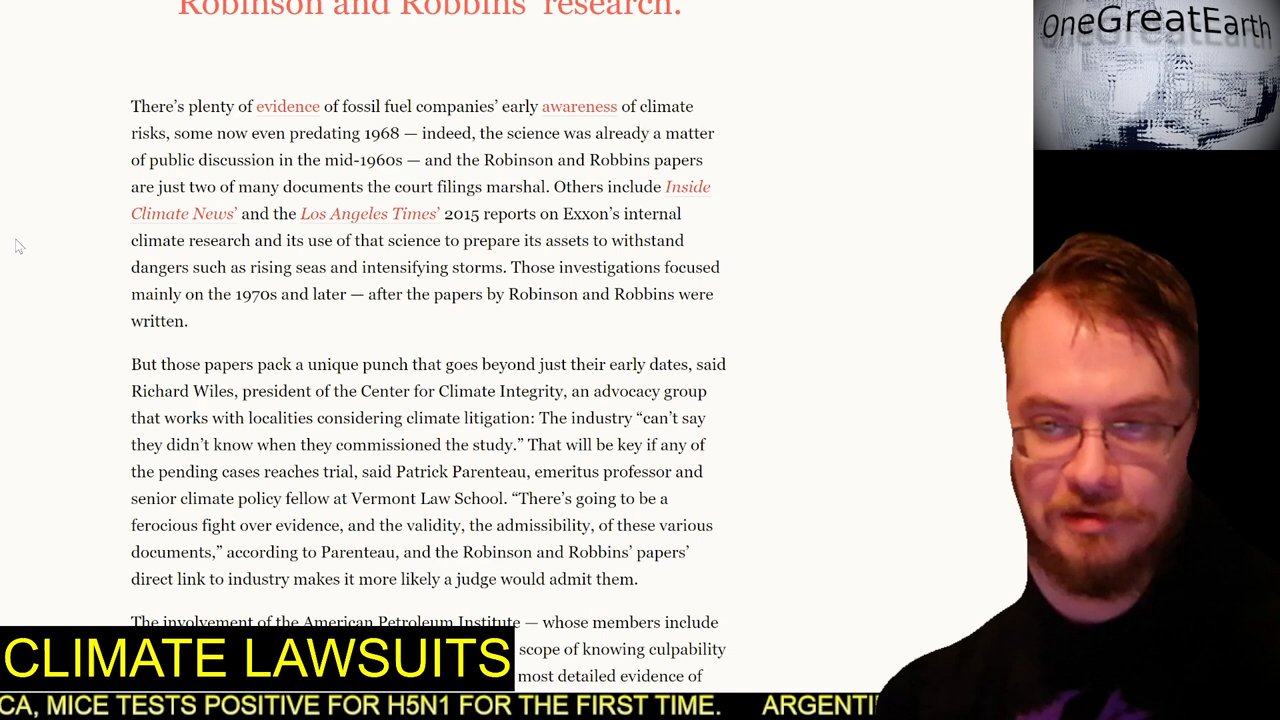 Robinson and Robbins' research.
OneGreatEarth
There's plenty of evidence of fossil fuel companies' early awareness of climate
risks, some now even predating 1968 — indeed, the science was already a matter
of public discussion in the mid-1960s — and the Robinson and Robbins papers
are just two of many documents the court filings marshal. Others include Inside
Climate News' and the Los Angeles Times' 2015 reports on Exxon's internal
climate research and its use of that science to prepare its assets to withstand
dangers such as rising seas and intensifying storms. Those investigations focused
mainly on the 1970s and later — after the papers by Robinson and Robbins were
written.
But those papers pack a unique punch that goes beyond just their early dates, said
Richard Wiles, president of the Center for Climate Integrity, an advocacy group
that works with localities considering climate litigation: The industry “can't say
they didn't know when they commissioned the study.” That will be key if any of
the pending cases reaches trial, said Patrick Parenteau, emeritus professor and
senior climate policy fellow at Vermont Law School. “There's going to be a
ferocious fight over evidence, and the validity, the admissibility, of these various
documents,” according to Parenteau, and the Robinson and Robbins' papers'
direct link to industry makes it more likely a judge would admit them.
The involvement of the American Petroleum Institute — whose members include
scope of knowing culpability
most detailed evidence of
CLIMATE LAWSUITS
CA, MICE TESTS POSITIVE FOR H5N1 FOR THE FIRST TIME. ARGENTI